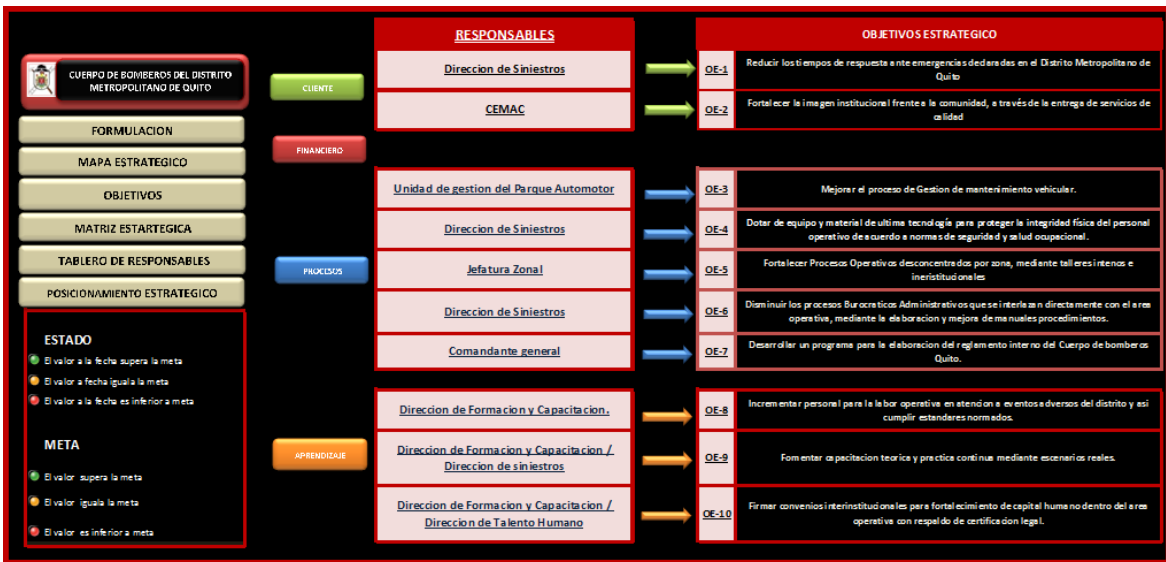 CUERPO DE BOMBEROS DEL DISTRITO
METROPOLITANO DE QUITO
FORMULACION
MAPA ESTRATEGICO
OBJETIVOS
MATRIZ ESTARTEGICA
TABLERO DE RESPONSABLES
POSICIONAMIENTO ESTRATEGICO
ESTADO
El valor a la fecha supera la meta
El valor a fecha iguala la meta
El valor a la fecha es inferior a meta
META
El valor supera la meta
El valor iguala la meta
El valor es inferior a meta
CLIENTE
FINANCIERO
PROCESOS
APRENDIZAJE
RESPONSABLES
OBJETIVOS ESTRATEGICO
Direccion de Siniestros
OE-1
Reducir los tiempos de respuesta ante emergencias declaradas en el Distrito Metropolitano de
Quito
CEMAC
OE-2
Fortalecer la imagen institucional frente a la comunidad, a través de la entrega de servicios de
calidad
Unidad de gestion del Parque Automotor
OE-3
Mejorar el proceso de Gestion de mantenimiento vehicular.
Direccion de Siniestros
OE-4
Dotar de equipo y material de ultima tecnología para proteger la integridad física del personal
operativo de acuerdo a normas de seguridad y salud ocupacional.
Jefatura Zonal
OE-5
Fortalecer Procesos Operativos desconcentrados por zona, mediante talleres intenos e
ineristitucionales
Direccion de Siniestros
OE-6
Disminuir los procesos Burocraticos Administrativos que se interlazan directamente con el area
operativa, mediante la elaboracion y mejora de manuales procedimientos.
Comandante general
OE-7
Desarrollar un programa para la elaboracion del reglamento interno del Cuerpo de bomberos
Quito.
Direccion de Formacion y Capacitacion.
OE-8
Incrementar personal para la labor operativa en atencion a eventos adversos del distrito y asi
cumplir estandares normados.
Direccion de Formacion y Capacitacion /
Direccion de siniestros
OE-9
Fomentar capacitacion teorica y practica continua mediante escenarios reales.
Direccion de Formacion y Capacitacion /
Direccion de Talento Humano
OE-10
Firmar convenios interinstitucionales para fortalecimiento de capital humano dentro del area
operativa con respaldo de certificacion legal.